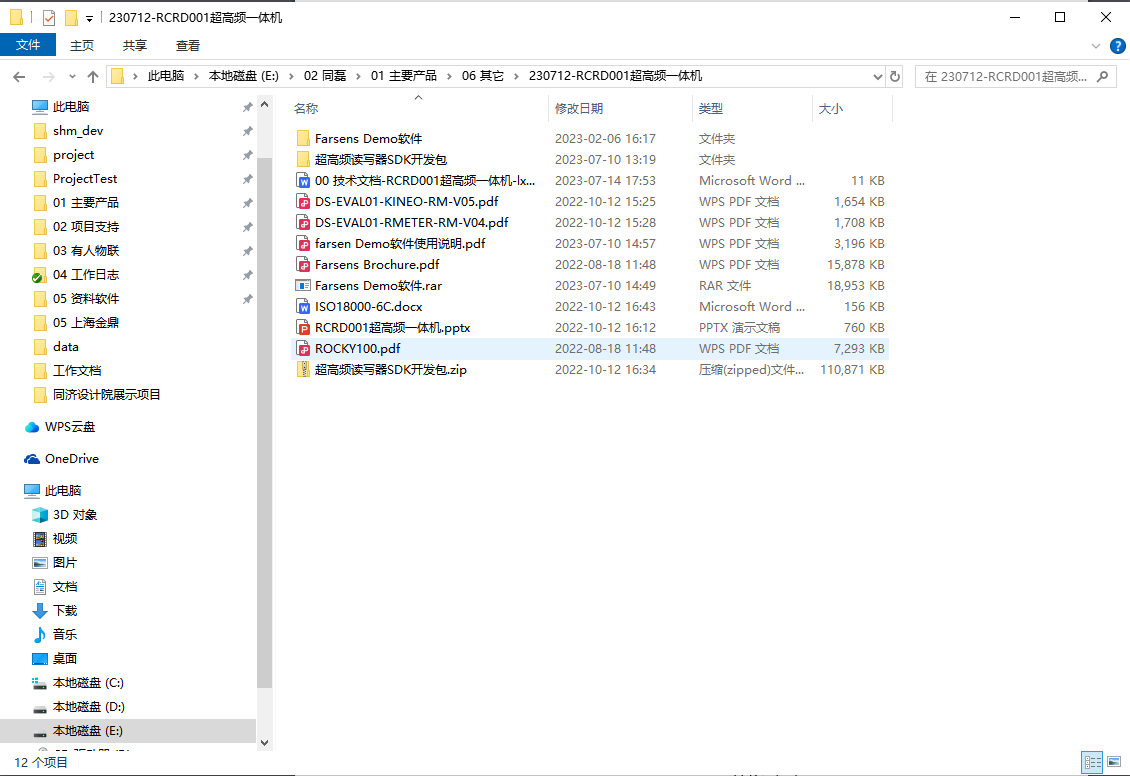 230712-RCRD001超高频一体机
文件 主页 共享 查看
此电脑 本地磁盘 (E:) 02 同磊 01 主要产品 06 其它 230712-RCRD001超高频一体机 在 230712-RCRD001超高频...
此电脑
shm_dev
project
ProjectTest
01 主要产品
02 项目支持
03 有人物联
04 工作日志
05 资料软件
05 上海金鼎
data
工作文档
同济设计院展示项目
WPS云盘
OneDrive
此电脑
3D 对象
视频
图片
文档
下载
音乐
桌面
本地磁盘 (C:)
本地磁盘 (D:)
本地磁盘 (E:)
名称 修改日期 类型 大小
Farsens Demo软件 2023-02-06 16:17 文件夹
超高频读写器SDK开发包 2023-07-10 13:19 文件夹
00 技术文档-RCRD001超高频一体机-lx... 2023-07-14 17:53 Microsoft Word ... 11 KB
DS-EVAL01-KINEO-RM-V05.pdf 2022-10-12 15:25 WPS PDF 文档 1,654 KB
DS-EVAL01-RMETER-RM-V04.pdf 2022-10-12 15:28 WPS PDF 文档 1,708 KB
farsen Demo软件使用说明.pdf 2023-07-10 14:57 WPS PDF 文档 3,196 KB
Farsens Brochure.pdf 2022-08-18 11:48 WPS PDF 文档 15,878 KB
Farsens Demo软件.rar 2023-07-10 14:49 RAR 文件 18,953 KB
ISO18000-6C.docx 2022-10-12 16:43 Microsoft Word ... 156 KB
RCRD001超高频一体机.pptx 2022-10-12 16:12 PPTX 演示文稿 760 KB
ROCKY100.pdf 2022-08-18 11:48 WPS PDF 文档 7,293 KB
超高频读写器SDK开发包.zip 2022-10-12 16:34 压缩(zipped)文件... 110,871 KB
12 个项目